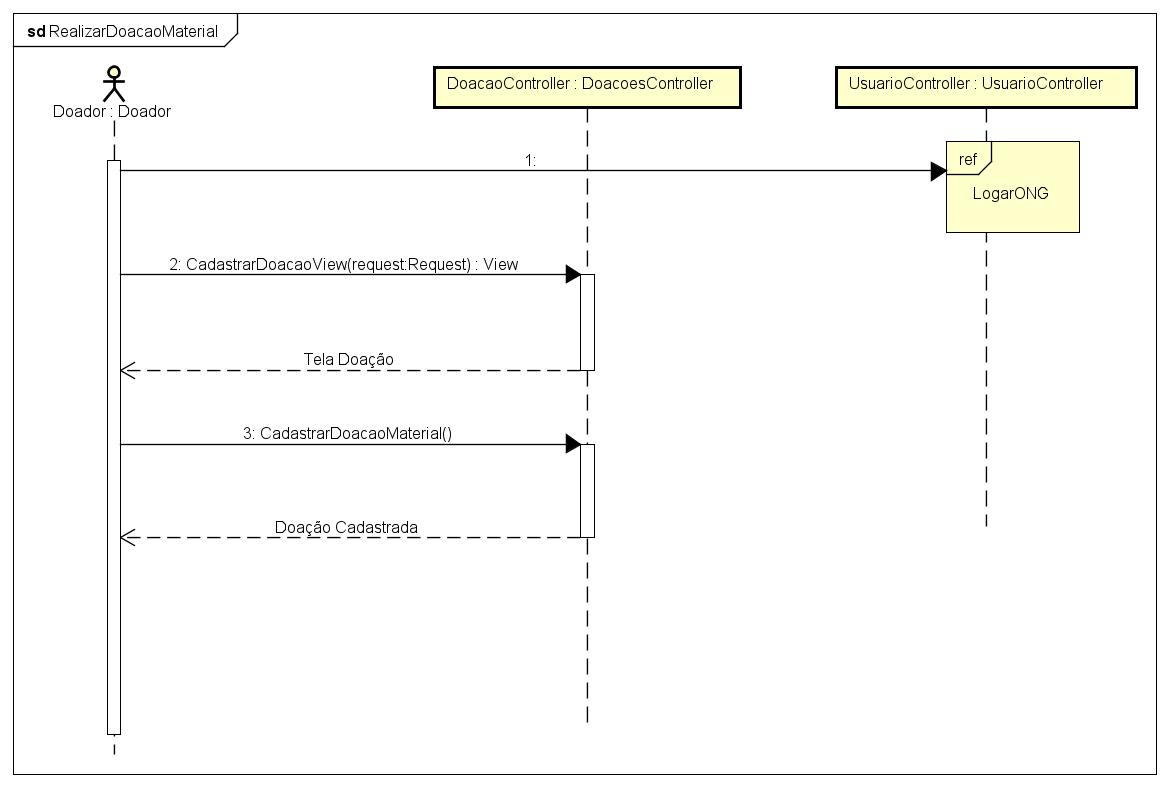 sd RealizarDoacaoMaterial
Doador : Doador
DoacaoController : DoacoesController
UsuarioController : UsuarioController
1:
ref
LogarONG
2: CadastrarDoacaoView(request:Request) : View
Tela Doação
3: CadastrarDoacaoMaterial()
Doação Cadastrada